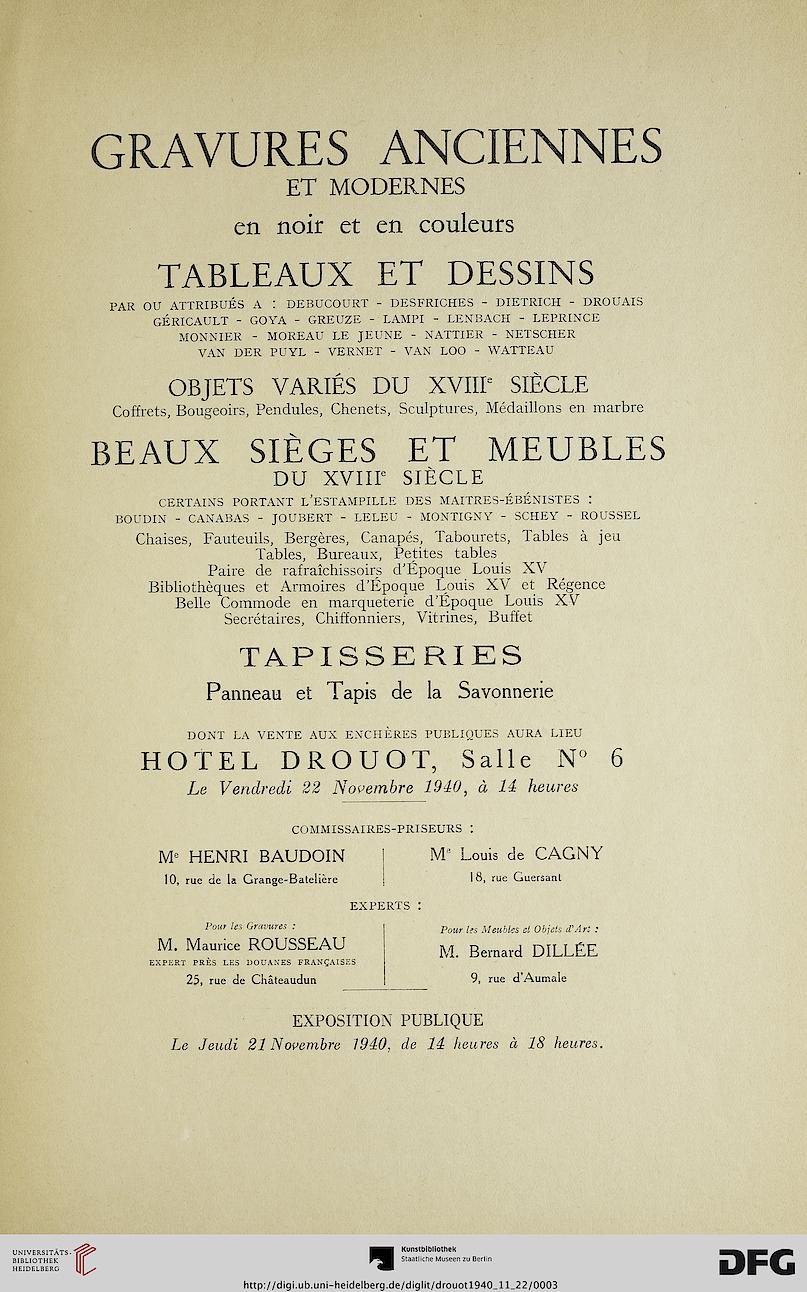 GRAVURES ANCIENNES
ET MODERNES
en noir et en couleurs
TABLEAUX ET DESSINS
PAR OU ATTRIBUÉS A : DEBUCOURT - DESFRICHES - DIETRICH - DROUAIS
GÉRICAULT - GOYA - GREUZE - LAMPI - LENBACH - LEPRINCE
MONNIER - MOREAU LE JEUNE - NATTIER - NETSCHER
VAN DER PUYL - VERNET - VAN LOO - WATTEAU
OBJETS VARIÉS DU XVIIIe SIÈCLE
Coffrets, Bougeoirs, Pendules, Chenets, Sculptures, Médaillons en marbre
BEAUX SIÈGES ET MEUBLES
DU XVIIIe SIÈCLE
CERTAINS PORTANT L'ESTAMPILLE DES MAITRES-ÉBÉNISTES :
BOUDIN - CANABAS - JOUBERT - LELEU - MONTIGNY - SCHEY - ROUSSEL
Chaises, Fauteuils, Bergères, Canapés, Tabourets, Tables à jeu
Tables, Bureaux, Petites tables
Paire de rafraîchissoirs d'Époque Louis XV
Bibliothèques et Armoires d'Époque Louis XV et Régence
Belle Commode en marqueterie d'Époque Louis XV
Secrétaires, Chiffonniers, Vitrines, Buffet
TAPISSERIES
Panneau et Tapis de la Savonnerie
DONT LA VENTE AUX ENCHÈRES PUBLIQUES AURA LIEU
HOTEL DROUOT, Salle No 6
Le Vendredi 22 Novembre 1940, à 14 heures
COMMISSAIRES-PRISEURS :
Me HENRI BAUDOIN
10, rue de la Grange-Batelière
Me Louis de CAGNY
18, rue Guersant
EXPERTS :
Pour les Gravures :
M. Maurice ROUSSEAU
EXPERT PRÈS LES DOUANES FRANÇAISES
25, rue de Châteaudun
Pour les Meubles et Objets d'Art :
M. Bernard DILLÉE
9, rue d'Aumale
EXPOSITION PUBLIQUE
Le Jeudi 21 Novembre 1940, de 14 heures à 18 heures.
UNIVERSITÄTS-
BIBLIOTHEK
HEIDELBERG
Kunstbibliothek
Staatliche Museen zu Berlin
DFG
http://digi.ub.uni-heidelberg.de/diglit/drouot1940_11_22/0003